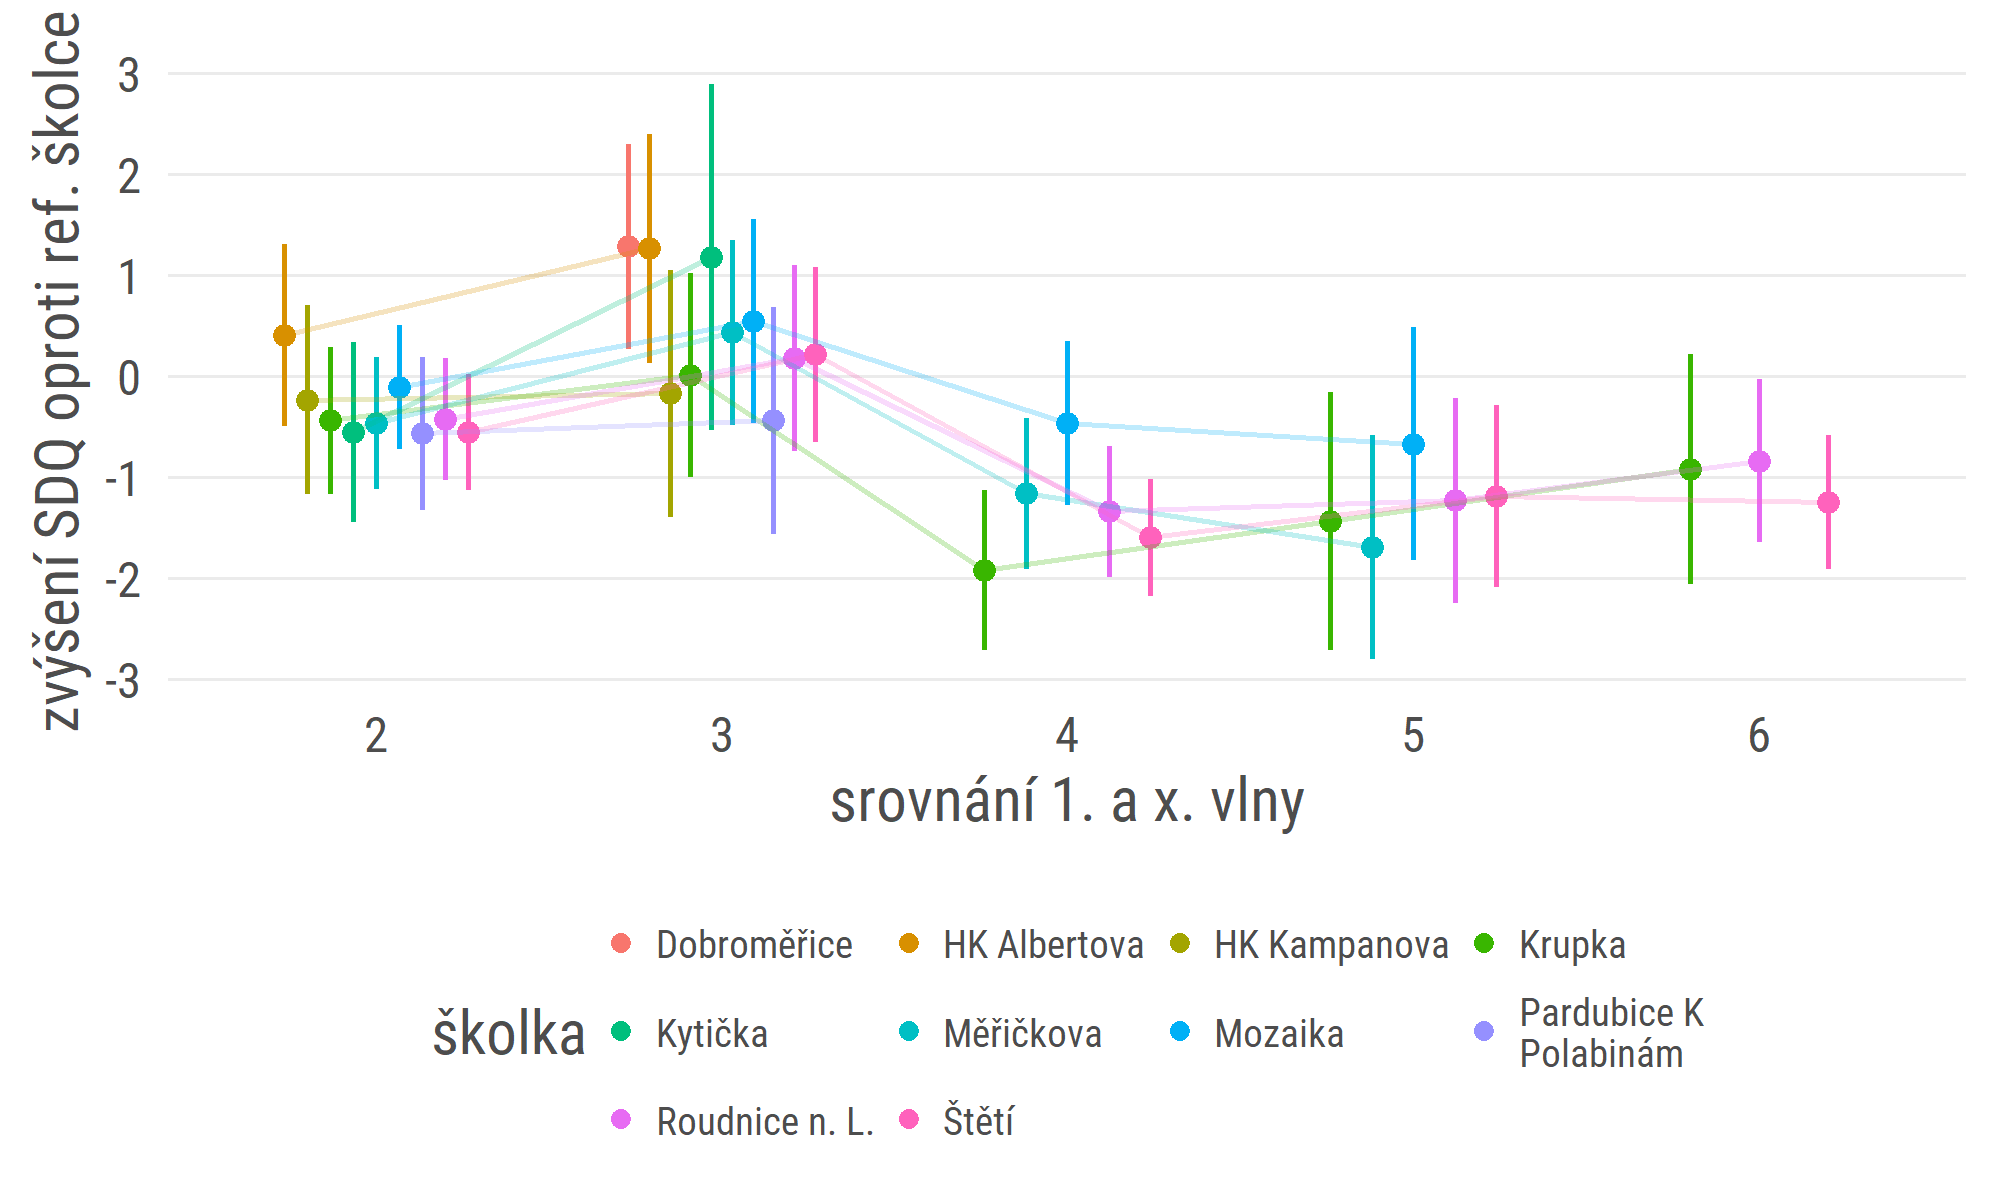 zvýšení SDQ oproti ref. školce
3
2
1
0
-1
-2
-3
2 3 4 5 6
srovnání 1. a x. vlny
školka
Dobroměřice HK Albertova HK Kampanova Krupka
Kytička Měřičkova Mozaika Pardubice K
Polabinám
Roudnice n. L. Štětí